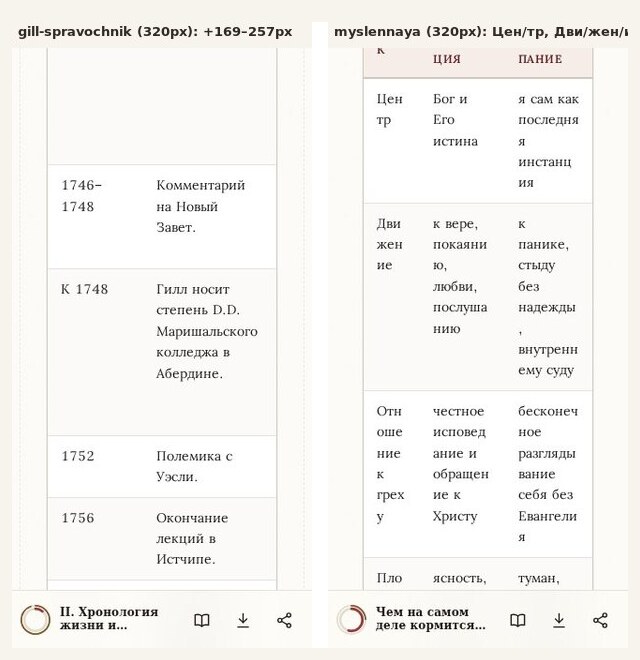 gill-spravochnik (320px): +169–257px
1746–
1748
Комментарий
на Новый
Завет.
К 1748
Гилл носит
степень D.D.
Маришальского
колледжа в
Абердине.
1752
Полемика с
Уэсли.
1756
Окончание
лекций в
Истчипе.
II. Хронология
жизни и...
myslennaya (320px): Цен/тр, Дви/жен/и
К
ЦИЯ
ПАНИЕ
Цен
тр
Бог и
Его
истина
я сам как
последня
я
инстанц
ия
Дви
жен
ие
к вере,
покаяни
ю,
любви,
послуша
нию
к
панике,
стыду
без
надежды
,
внутренн
ему суду
Отн
оше
ние
к
грех
у
честное
исповед
ание и
обращен
ие к
Христу
бесконеч
ное
разгляды
вание
себя без
Евангели
я
Пло
ясность,
туман,
Чем на самом
деле кормится...